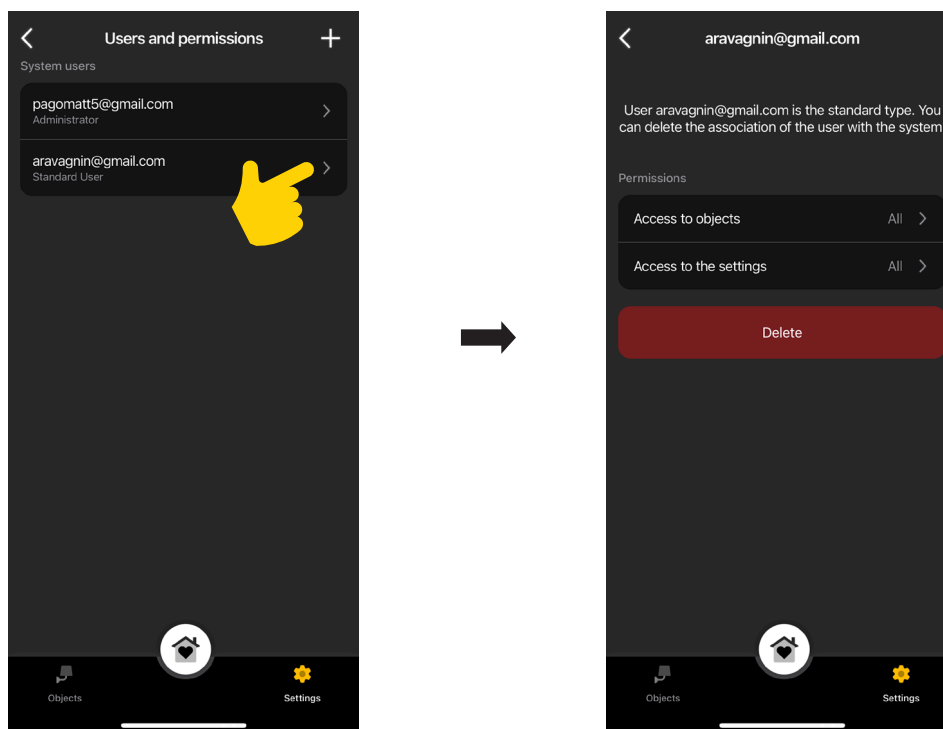 Users and permissions
System users
pagomatt5@gmail.com
Administrator
aravagnin@gmail.com
Standard User
Objects
Settings
aravagnin@gmail.com
User aravagnin@gmail.com is the standard type. You
can delete the association of the user with the system
Permissions
Access to objects All
Access to the settings All
Delete
Objects
Settings